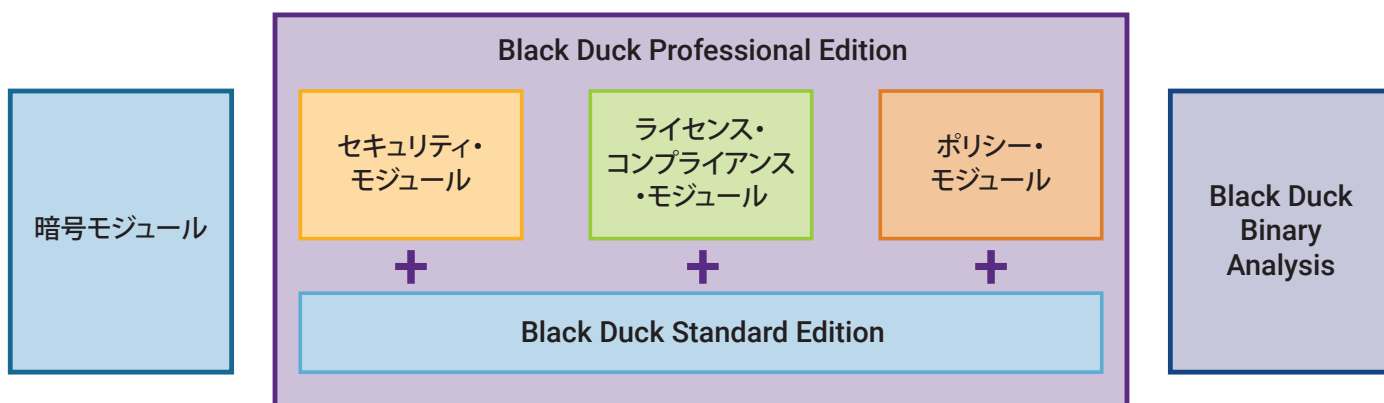 Black Duck Professional Edition
暗号モジュール
セキュリティ・
モジュール
ライセンス・
コンプライアンス
・モジュール
ポリシー・
モジュール
+
+
+
Black Duck Standard Edition
Black Duck
Binary
Analysis